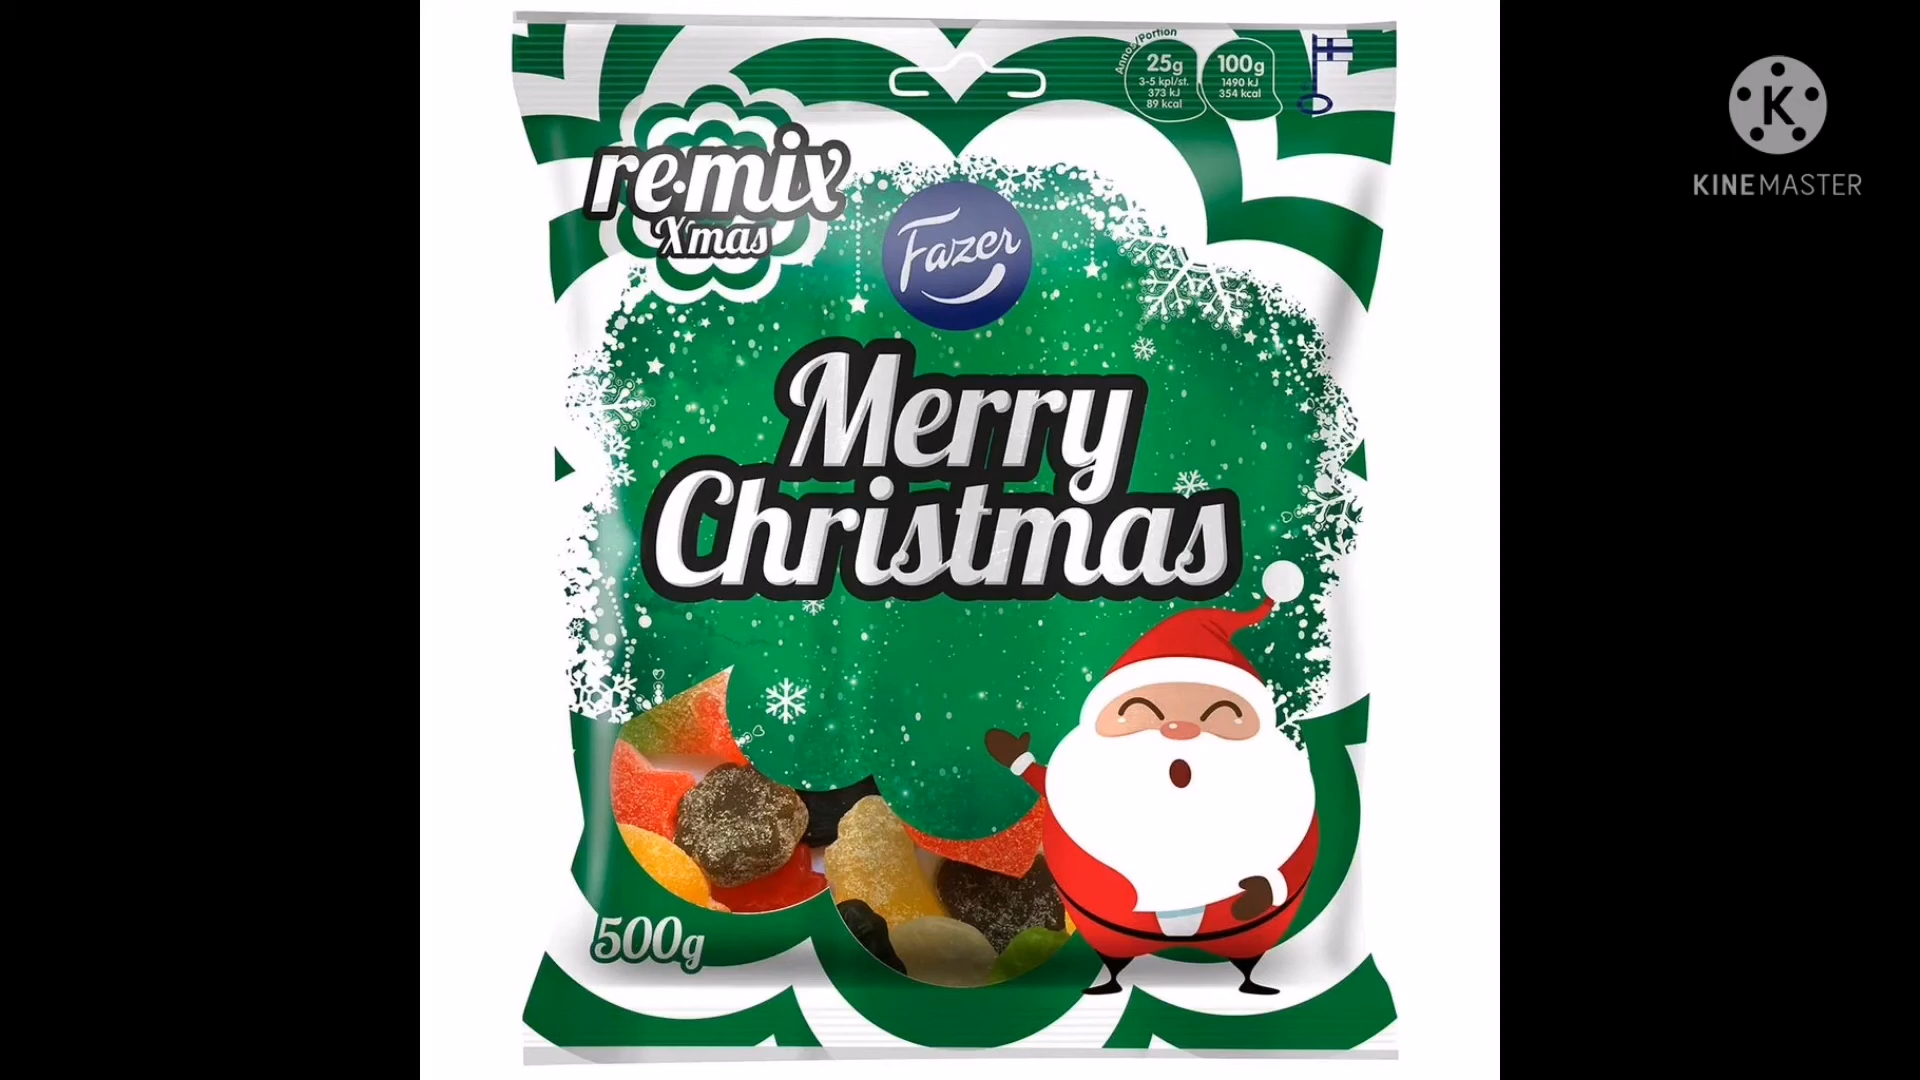 Annos/Portion
25g
3-5 kpl/st.
373 kJ
89 kcal
100g
1490 kJ
354 kcal
re•mix
Xmas
Fazer
Merry
Christmas
500g
K
KINEMASTER